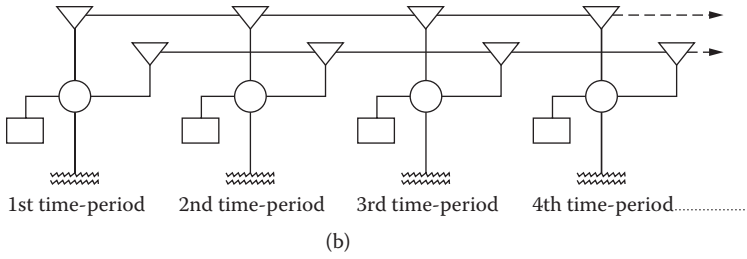 1st time-period 2nd time-period 3rd time-period 4th time-period......................
(b)